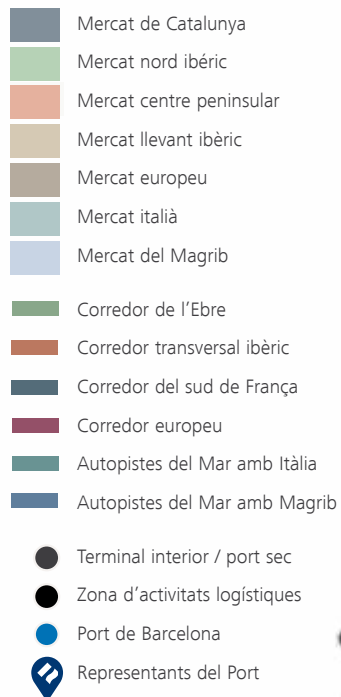 Mercat de Catalunya
Mercat nord ibéric
Mercat centre peninsular
Mercat llevant ibèric
Mercat europeu
Mercat italià
Mercat del Magrib
Corredor de l'Ebre
Corredor transversal ibèric
Corredor del sud de França
Corredor europeu
Autopistes del Mar amb Itàlia
Autopistes del Mar amb Magrib
Terminal interior / port sec
Zona d'activitats logístiques
Port de Barcelona
Representants del Port